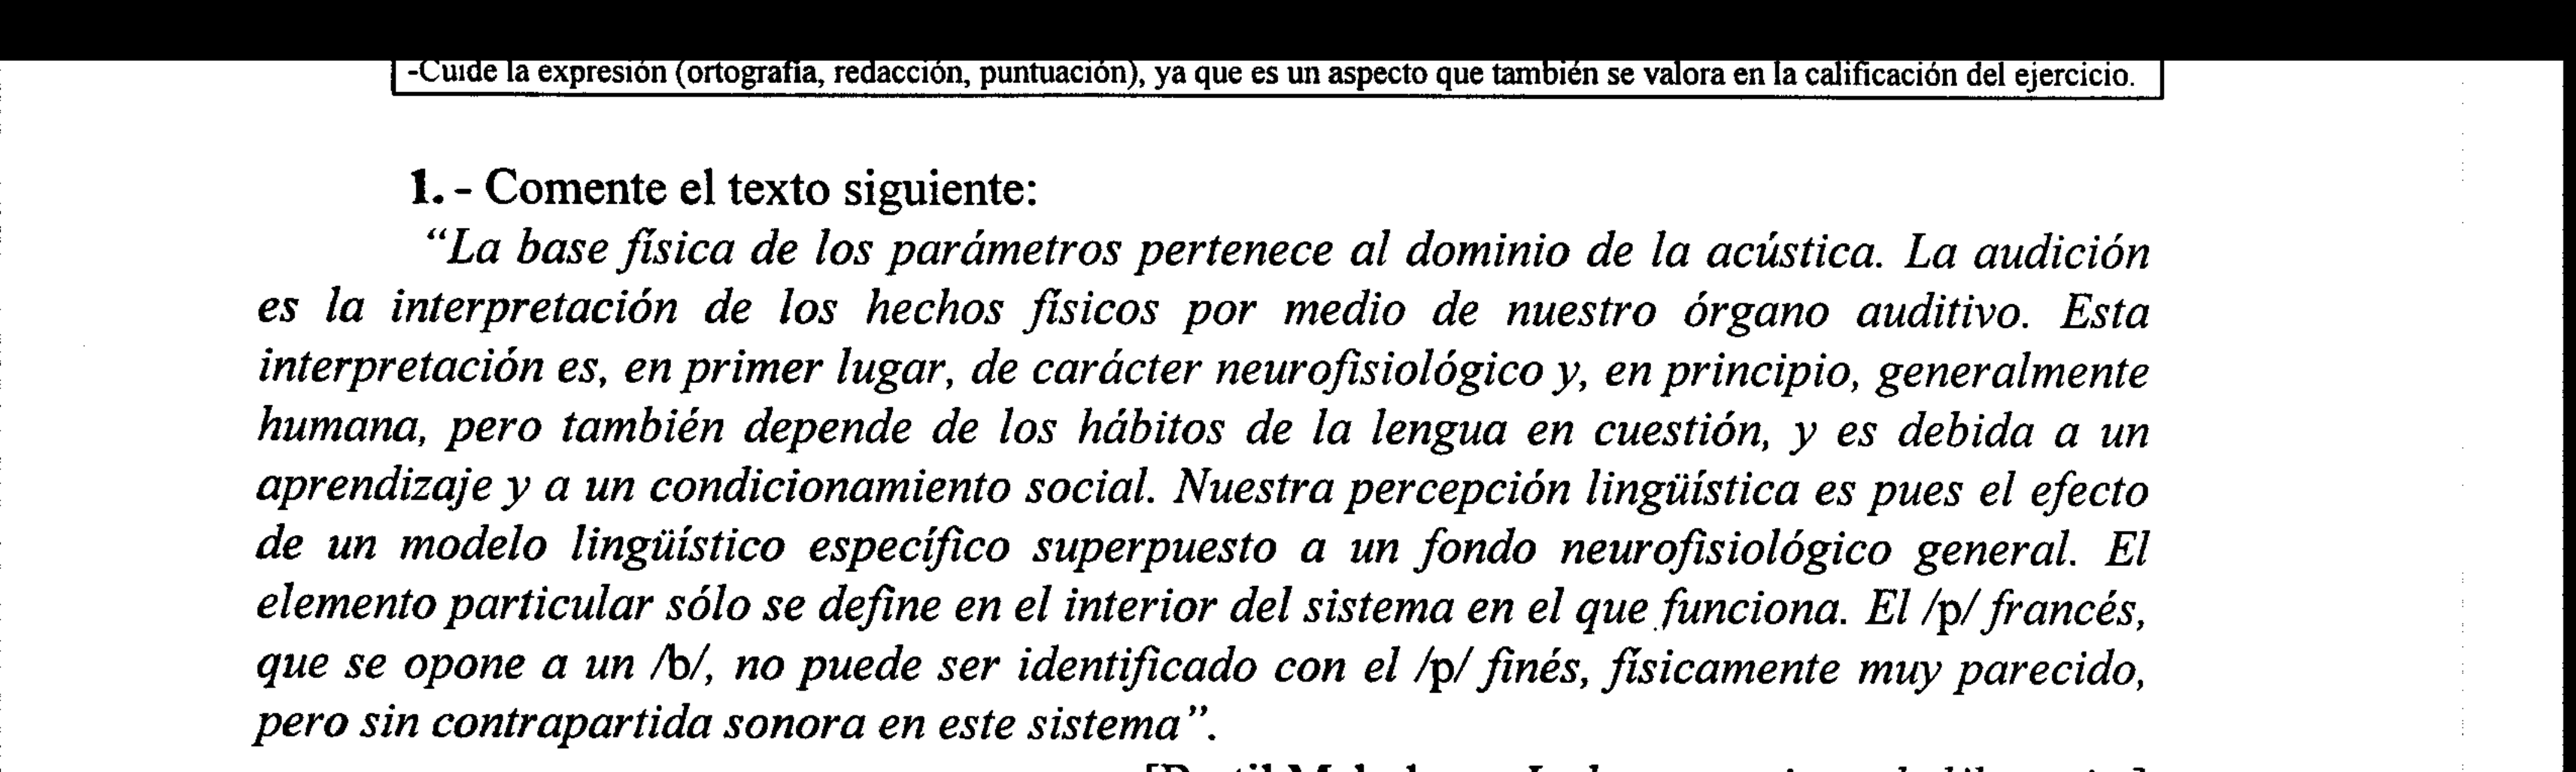 -Cuide la expresión (ortografía, redacción, puntuación), ya que es un aspecto que también se valora en la calificación del ejercicio.
1. - Comente el texto siguiente:
“La base física de los parámetros pertenece al dominio de la acústica. La audición
es la interpretación de los hechos físicos por medio de nuestro órgano auditivo. Esta
interpretación es, en primer lugar, de carácter neurofisiológico y, en principio, generalmente
humana, pero también depende de los hábitos de la lengua en cuestión, y es debida a un
aprendizaje y a un condicionamiento social. Nuestra percepción lingüística es pues el efecto
de un modelo lingüístico específico superpuesto a un fondo neurofisiológico general. El
elemento particular sólo se define en el interior del sistema en el que funciona. El /p/ francés,
que se opone a un /b/, no puede ser identificado con el /p/ finés, físicamente muy parecido,
pero sin contrapartida sonora en este sistema”.